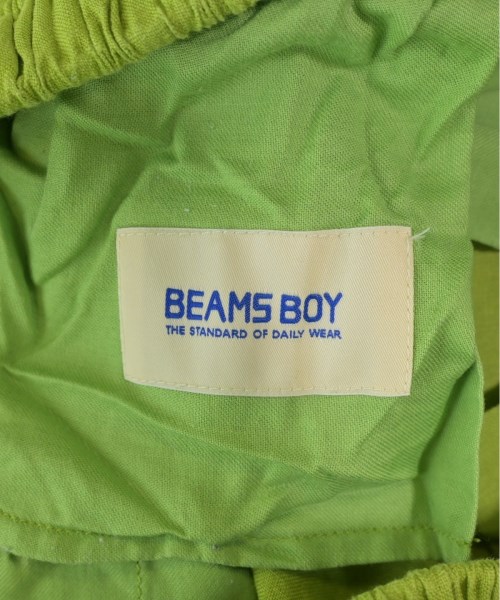 BEAMS BOY
THE STANDARD OF DAILY WEAR